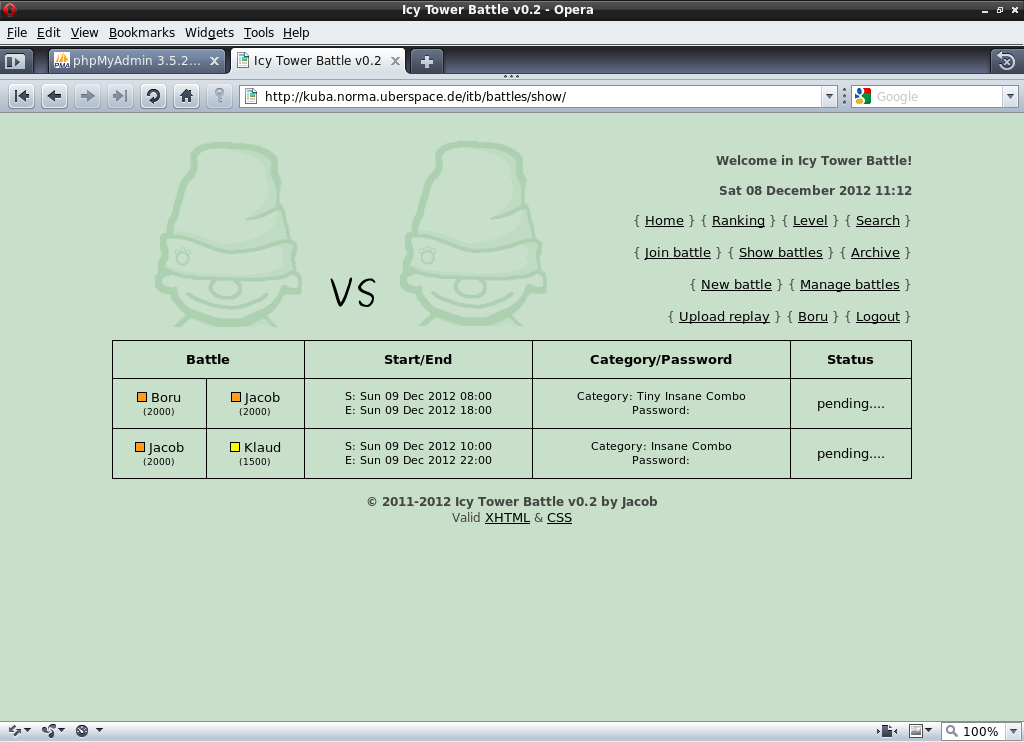 Icy Tower Battle v0.2 - Opera
File Edit View Bookmarks Widgets Tools Help
phpMyAdmin 3.5.2... Icy Tower Battle v0.2
http://kuba.norma.uberspace.de/itb/battles/show/ Google
Welcome in Icy Tower Battle!
Sat 08 December 2012 11:12
{ Home } { Ranking } { Level } { Search }
{ Join battle } { Show battles } { Archive }
VS
{ New battle } { Manage battles }
{ Upload replay } { Boru } { Logout }
Battle Start/End Category/Password Status
Boru Jacob S: Sun 09 Dec 2012 08:00 Category: Tiny Insane Combo pending....
(2000) (2000) E: Sun 09 Dec 2012 18:00 Password:
Jacob Klaud S: Sun 09 Dec 2012 10:00 Category: Insane Combo pending....
(2000) (1500) E: Sun 09 Dec 2012 22:00 Password:
© 2011-2012 Icy Tower Battle v0.2 by Jacob
Valid XHTML & CSS
100%